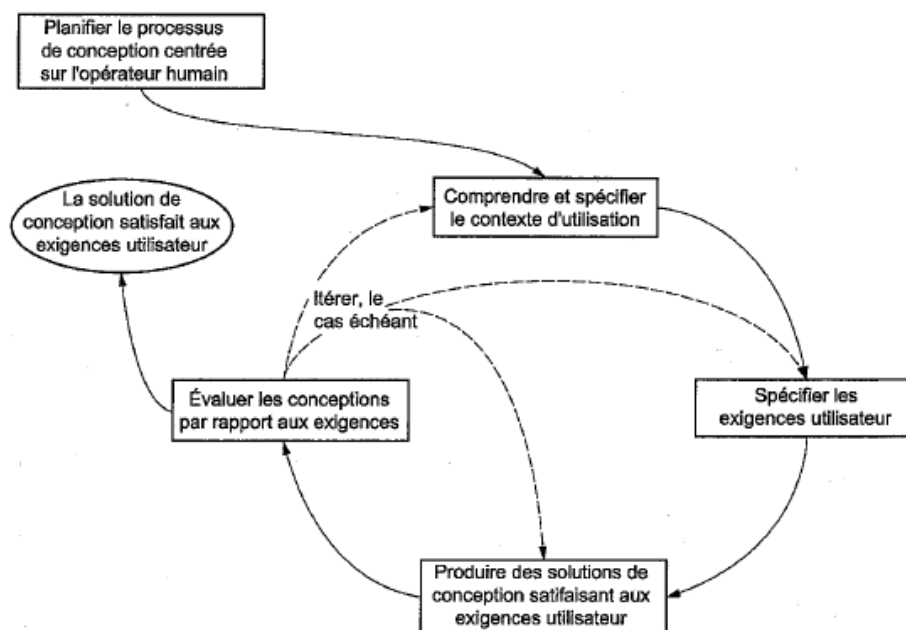 Planifier le processus
de conception centrée
sur l'opérateur humain
La solution de
conception satisfait aux
exigences utilisateur
Comprendre et spécifier
le contexte d'utilisation
Itérer, le
cas échéant
Évaluer les conceptions
par rapport aux exigences
Spécifier les
exigences utilisateur
Produire des solutions de
conception satifaisant aux
exigences utilisateur